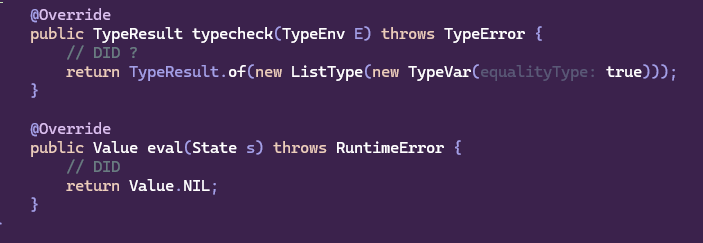 @Override
public TypeResult typecheck(TypeEnv E) throws TypeError {
    // DID ?
    return TypeResult.of(new ListType(new TypeVar(equalityType: true)));
}

@Override
public Value eval(State s) throws RuntimeError {
    // DID
    return Value.NIL;
}